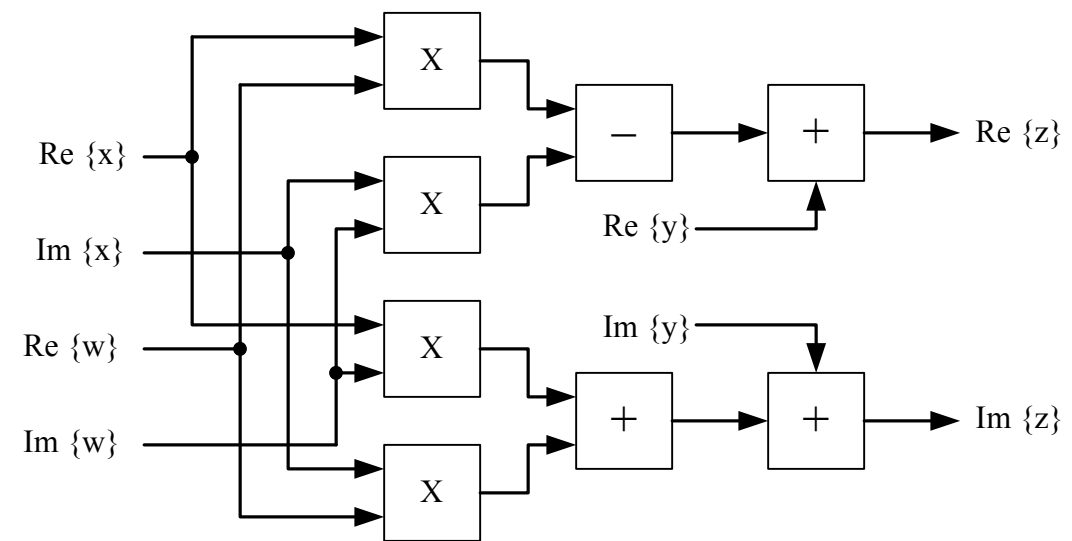 X
− + Re {z}
Re {x} X
Re {y}
Im {x}
Im {y}
Re {w} X
+ + Im {z}
Im {w}
X